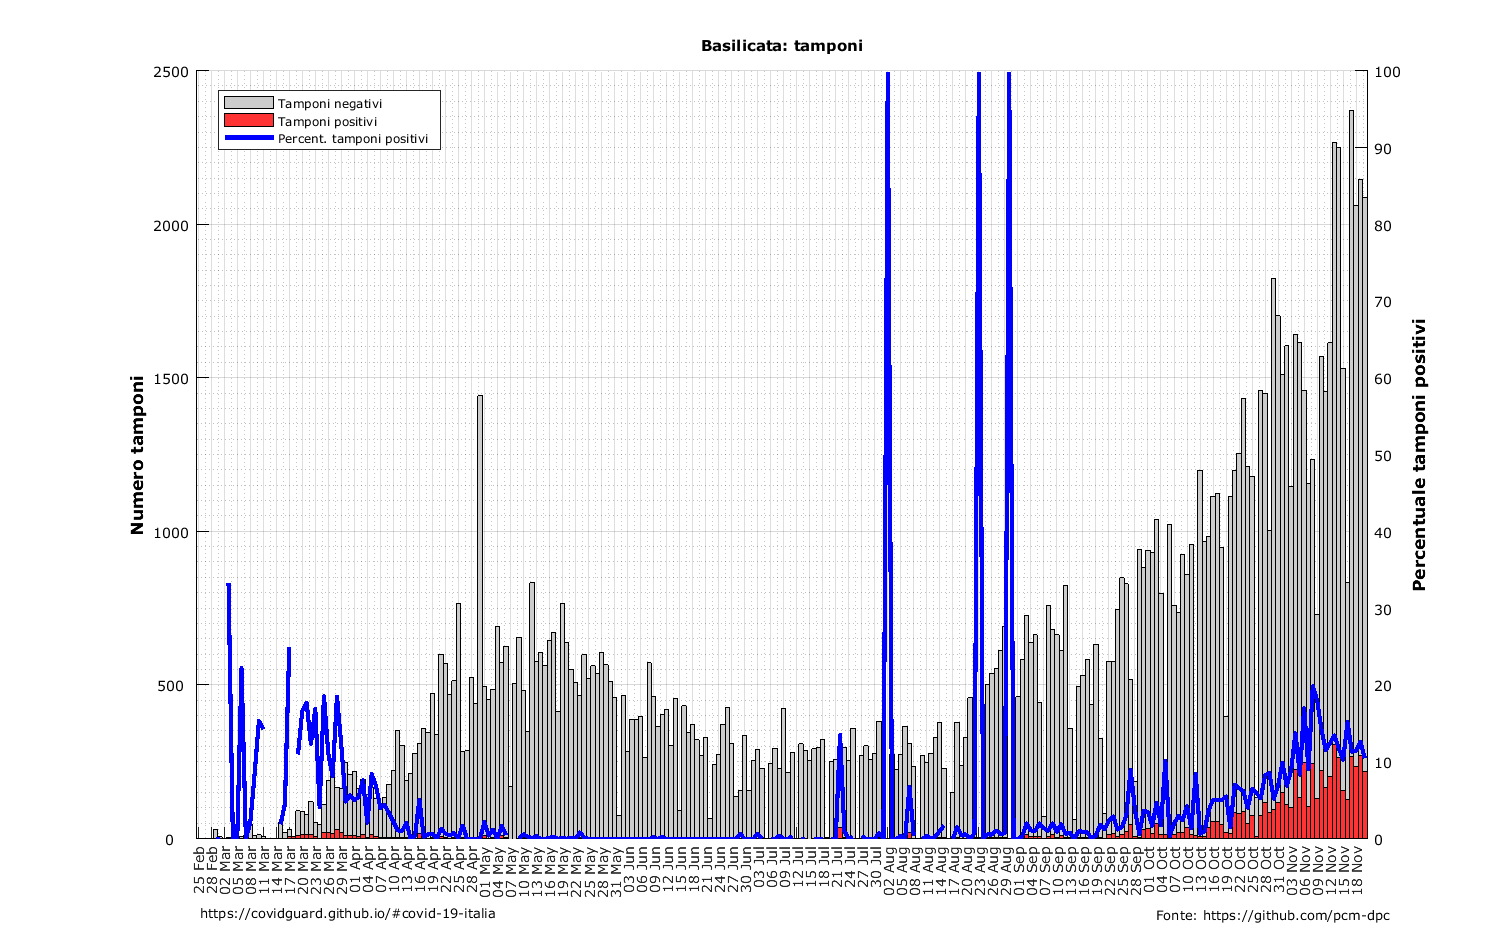 Basilicata: tamponi
Tamponi negativi
Tamponi positivi
Percent. tamponi positivi
Numero tamponi
2500
2000
1500
1000
500
0
Percentuale tamponi positivi
100
90
80
70
60
50
40
30
20
10
0
25 Feb
28 Feb
02 Mar
05 Mar
08 Mar
11 Mar
14 Mar
17 Mar
20 Mar
23 Mar
26 Mar
29 Mar
01 Apr
04 Apr
07 Apr
10 Apr
13 Apr
16 Apr
19 Apr
22 Apr
25 Apr
28 Apr
01 May
04 May
07 May
10 May
13 May
16 May
19 May
22 May
25 May
28 May
31 May
03 Jun
06 Jun
09 Jun
12 Jun
15 Jun
18 Jun
21 Jun
24 Jun
27 Jun
30 Jun
03 Jul
06 Jul
09 Jul
12 Jul
15 Jul
18 Jul
21 Jul
24 Jul
27 Jul
30 Jul
02 Aug
05 Aug
08 Aug
11 Aug
14 Aug
17 Aug
20 Aug
23 Aug
26 Aug
29 Aug
01 Sep
04 Sep
07 Sep
10 Sep
13 Sep
16 Sep
19 Sep
22 Sep
25 Sep
28 Sep
01 Oct
04 Oct
07 Oct
10 Oct
13 Oct
16 Oct
19 Oct
22 Oct
25 Oct
28 Oct
31 Oct
03 Nov
06 Nov
09 Nov
12 Nov
15 Nov
18 Nov
https://covidguard.github.io/#covid-19-italia
Fonte: https://github.com/pcm-dpc